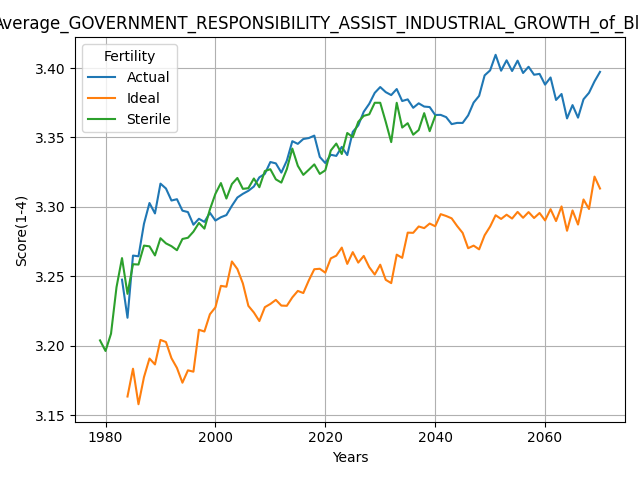 Average_GOVERNMENT_RESPONSIBILITY_ASSIST_INDUSTRIAL_GROWTH_of_Bl
Fertility
Actual
Ideal
Sterile
Score(1-4)
3.40
3.35
3.30
3.25
3.20
3.15
1980 2000 2020 2040 2060
Years